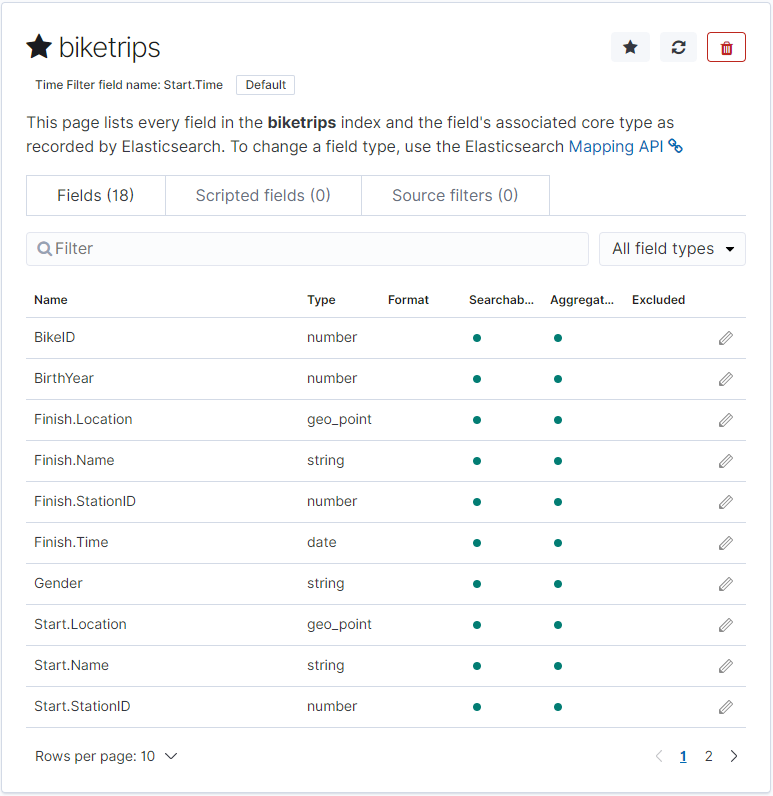 biketrips
Time Filter field name: Start.Time Default
This page lists every field in the biketrips index and the field's associated core type as
recorded by Elasticsearch. To change a field type, use the Elasticsearch Mapping API
Fields (18) Scripted fields (0) Source filters (0)
Filter All field types
Name Type Format Searchab... Aggregat... Excluded
BikeID number
BirthYear number
Finish.Location geo_point
Finish.Name string
Finish.StationID number
Finish.Time date
Gender string
Start.Location geo_point
Start.Name string
Start.StationID number
Rows per page: 10 1 2